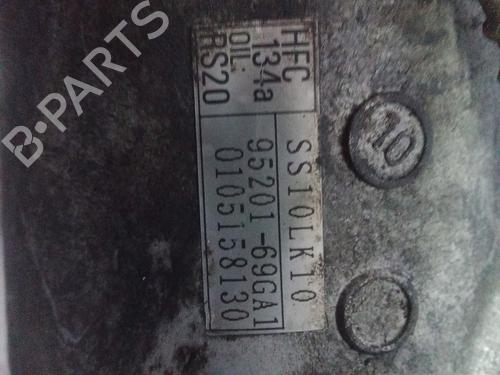 B-PARTS
HFC
134a
OIL:
RS20
SS10LK10
95201-69GA1
0105158130
10